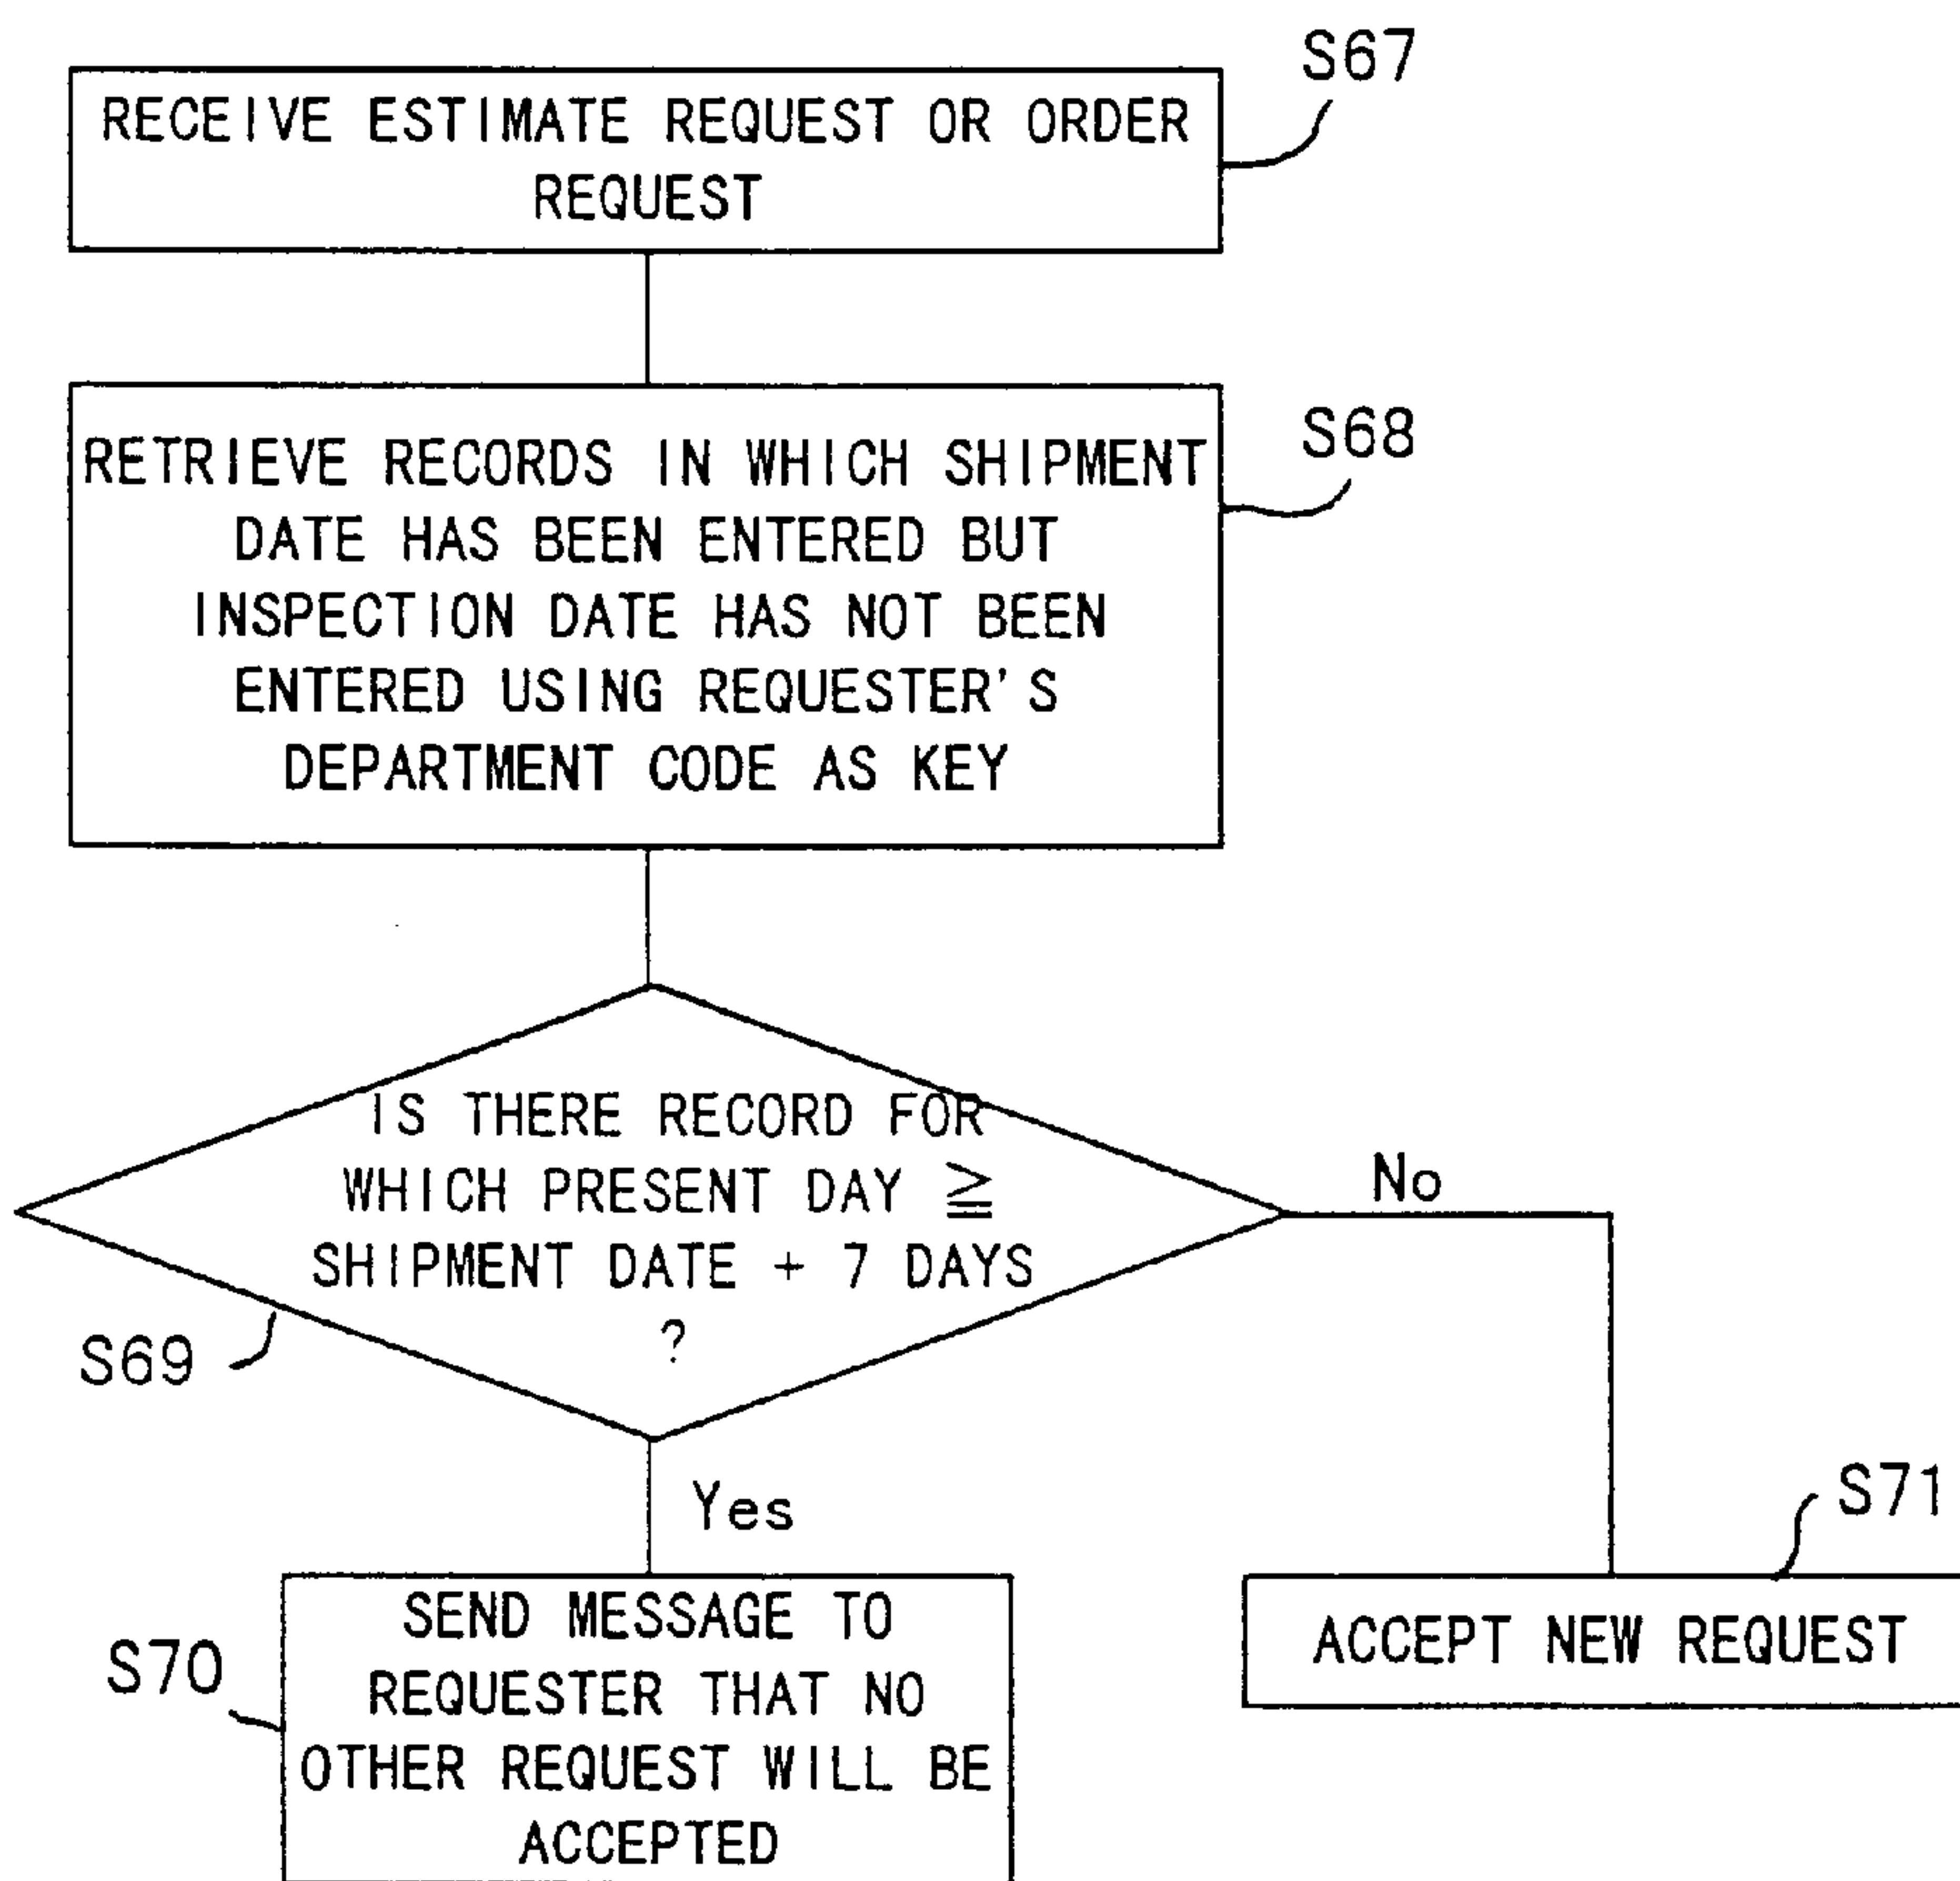 S67
RECEIVE ESTIMATE REQUEST OR ORDER
REQUEST
S68
RETRIEVE RECORDS IN WHICH SHIPMENT
DATE HAS BEEN ENTERED BUT
INSPECTION DATE HAS NOT BEEN
ENTERED USING REQUESTER'S
DEPARTMENT CODE AS KEY
IS THERE RECORD FOR
WHICH PRESENT DAY ≧
SHIPMENT DATE + 7 DAYS
?
No
S69
Yes
S71
SEND MESSAGE TO
REQUESTER THAT NO
OTHER REQUEST WILL BE
ACCEPTED
S70
ACCEPT NEW REQUEST